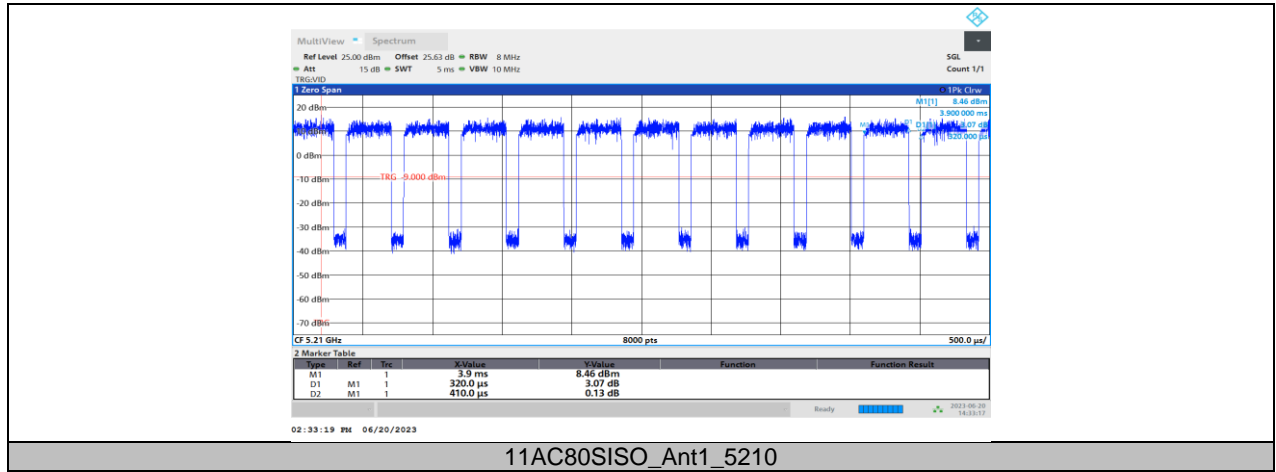 MultiView Spectrum
Ref Level 25.00 dBm Offset 25.63 dB RBW 8 MHz SGL
Att 15 dB SWT 5 ms VBW 10 MHz Count 1/1
TRG:VID
1 Zero Span 1Pk Clrw
M1[1] 8.46 dBm
20 dBm
3.900 000 ms
320.000 µs
0 dBm
-10 dBm
TRG -9.000 dBm
-20 dBm
-30 dBm
-40 dBm
-50 dBm
-60 dBm
-70 dBm
CF 5.21 GHz 8000 pts 500.0 µs/
2 Marker Table
Type Ref Trc X-Value Y-Value Function Function Result
M1 1 3.9 ms 8.46 dBm
D1 M1 1 320.0 µs 3.07 dB
D2 M1 1 410.0 µs 0.13 dB
Ready 2023-06-20
14:33:17
02:33:19 PM 06/20/2023
11AC80SISO_Ant1_5210